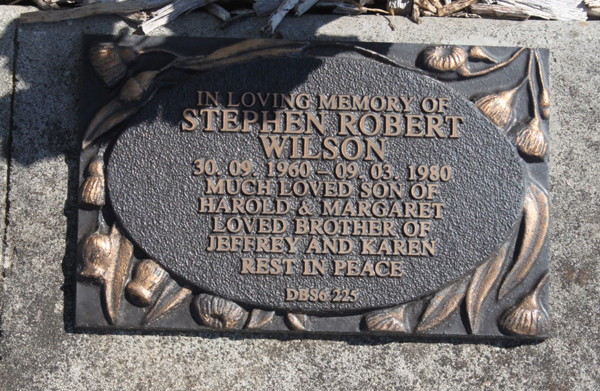 IN LOVING MEMORY OF
STEPHEN ROBERT
WILSON
30. 09. 1960 – 09. 03. 1980
MUCH LOVED SON OF
HAROLD & MARGARET
LOVED BROTHER OF
JEFFREY AND KAREN
REST IN PEACE
DBS6 225